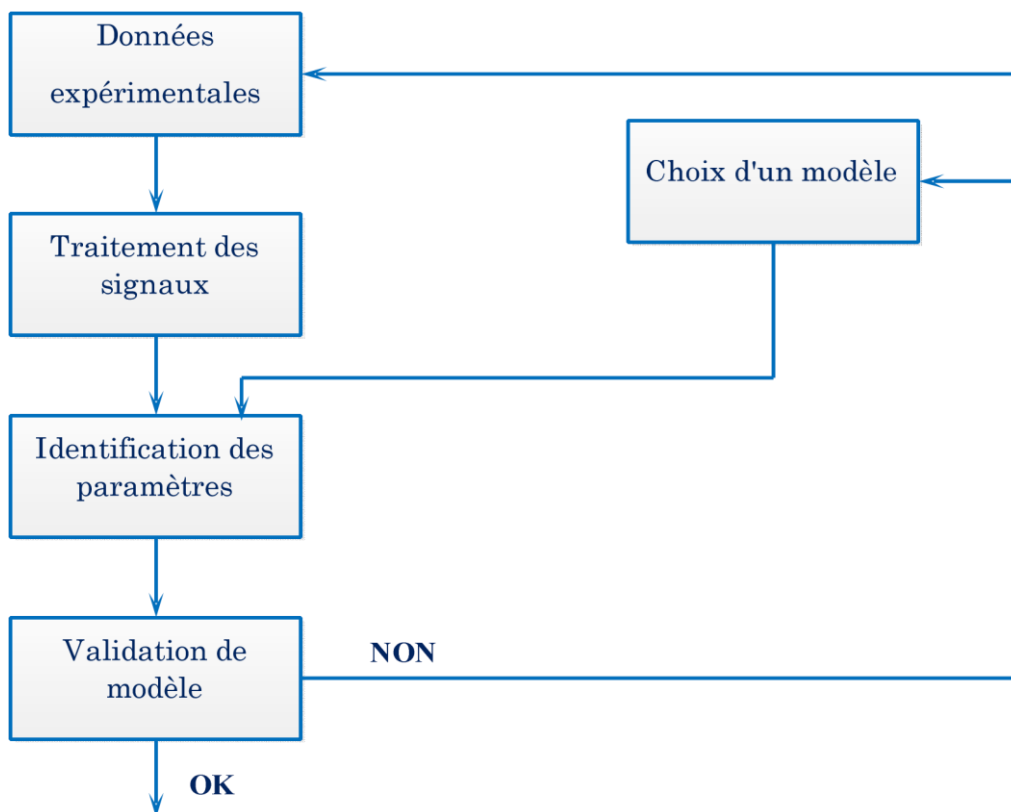 Données
expérimentales
Choix d'un modèle
Traitement des
signaux
Identification des
paramètres
Validation de
modèle
NON
OK